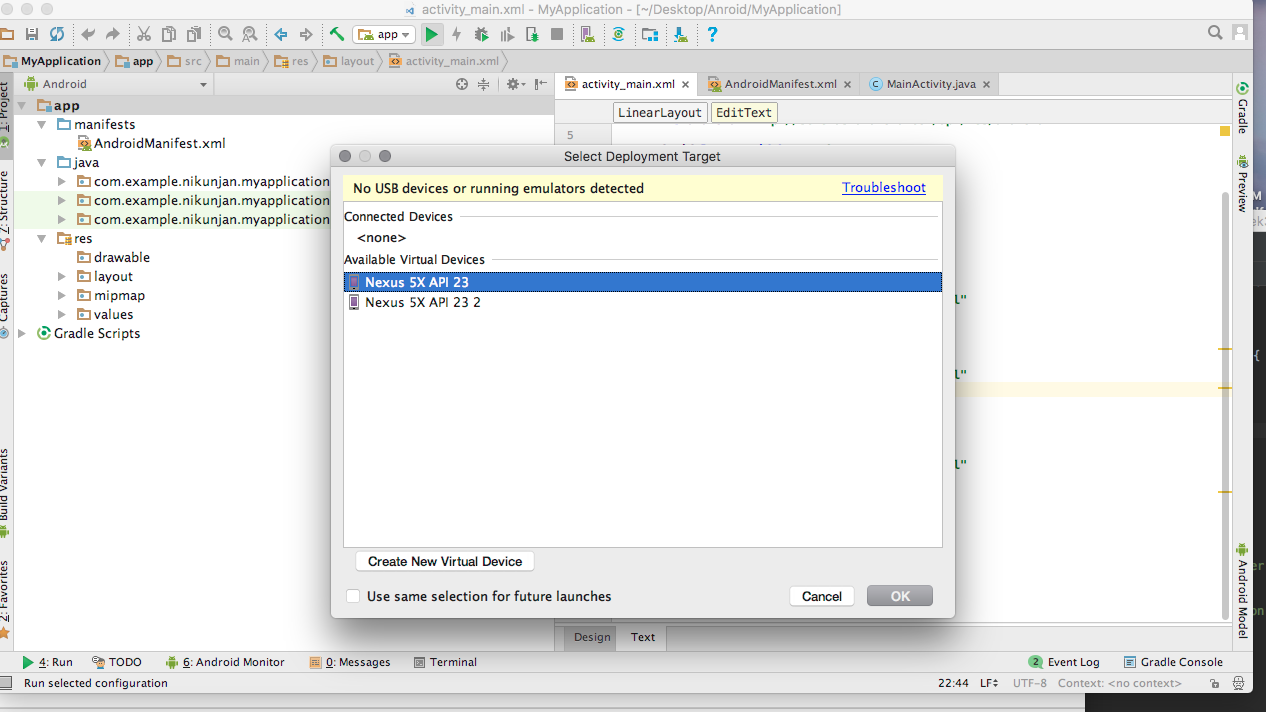 activity_main.xml - MyApplication - [~/Desktop/Anroid/MyApplication]
app
MyApplication app src main res layout activity_main.xml
Android
activity_main.xml AndroidManifest.xml MainActivity.java
LinearLayout EditText
5
1: Project
Z: Structure
Captures
Build Variants
2: Favorites
app
manifests
AndroidManifest.xml
java
com.example.nikunjan.myapplication
com.example.nikunjan.myapplication
com.example.nikunjan.myapplication
res
drawable
layout
mipmap
values
Gradle Scripts
Select Deployment Target
No USB devices or running emulators detected Troubleshoot
Connected Devices
<none>
Available Virtual Devices
Nexus 5X API 23
Nexus 5X API 23 2
Create New Virtual Device
Use same selection for future launches
Cancel OK
l"
l"
l"
Gradle
Preview
Android Model
Design Text
4: Run TODO 6: Android Monitor 0: Messages Terminal 2 Event Log Gradle Console
Run selected configuration 22:44 LF UTF-8 Context: <no context>